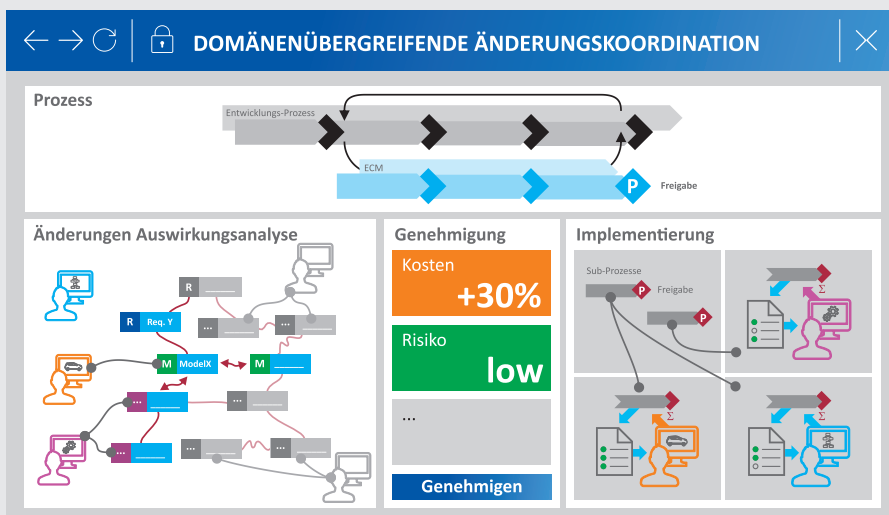 DOMÄNENÜBERGREIFENDE ÄNDERUNGSKOORDINATION
Prozess
Entwicklungs-Prozess
ECM
P
Freigabe
Änderungen Auswirkungsanalyse
R
R Req. Y
...
...
M ModelX
M
...
...
...
...
...
Genehmigung
Kosten
+30%
Risiko
low
...
Genehmigen
Implementierung
Sub-Prozesse
P
Freigabe
P
Σ
Σ
Σ